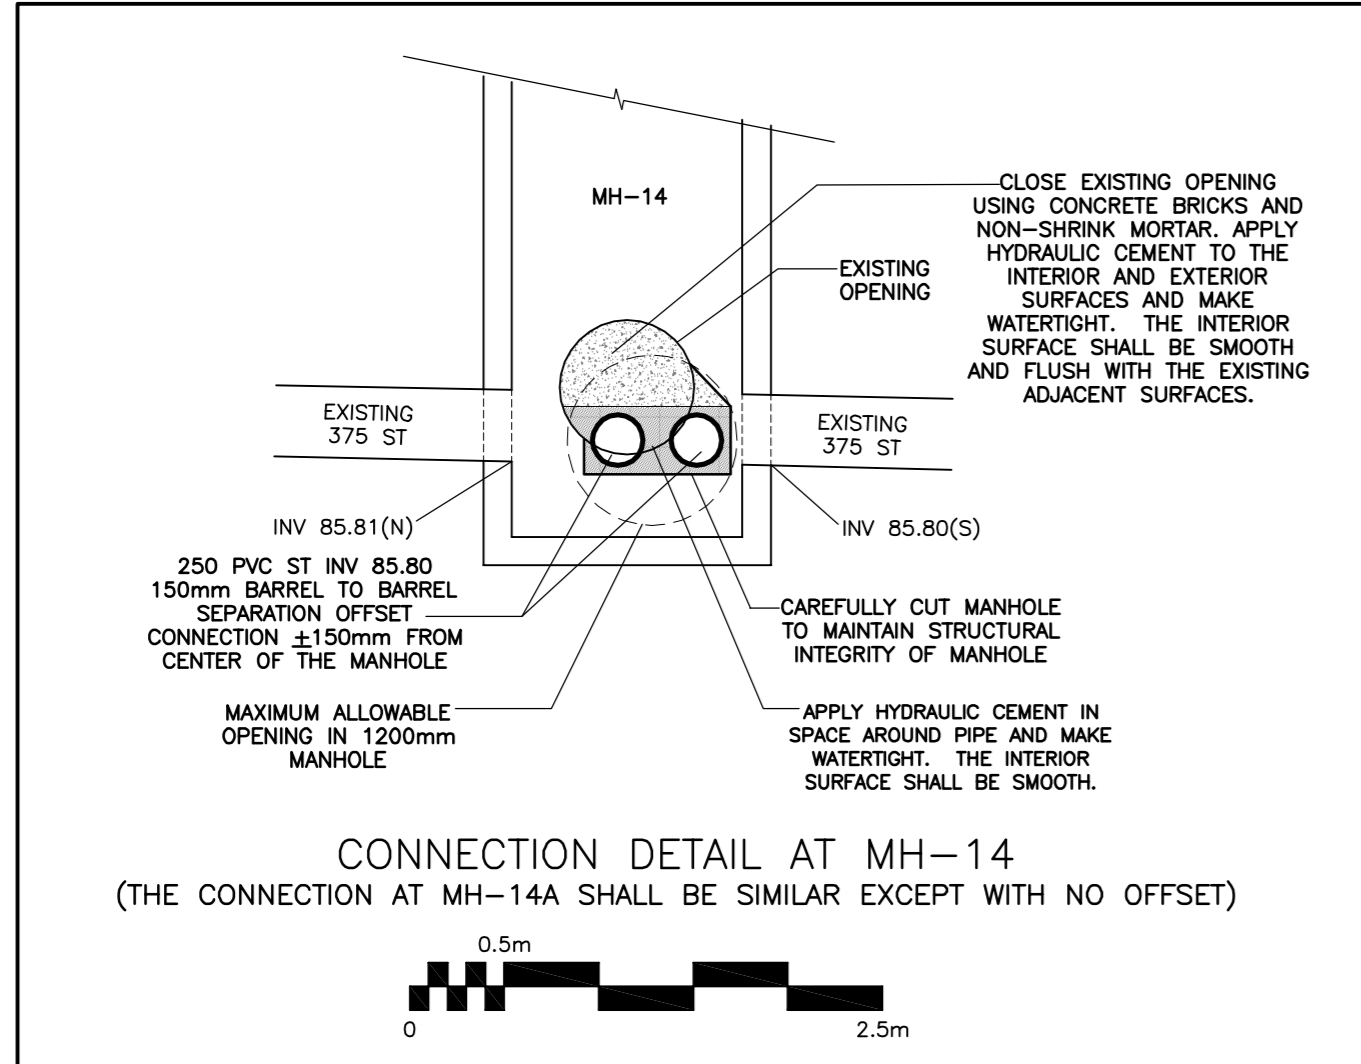 MH-14
CLOSE EXISTING OPENING
USING CONCRETE BRICKS AND
NON-SHRINK MORTAR. APPLY
HYDRAULIC CEMENT TO THE
INTERIOR AND EXTERIOR
SURFACES AND MAKE
WATERTIGHT. THE INTERIOR
SURFACE SHALL BE SMOOTH
AND FLUSH WITH THE EXISTING
ADJACENT SURFACES.
EXISTING
OPENING
EXISTING
375 ST
EXISTING
375 ST
INV 85.81(N)
INV 85.80(S)
250 PVC ST INV 85.80
150mm BARREL TO BARREL
SEPARATION OFFSET
CONNECTION ±150mm FROM
CENTER OF THE MANHOLE
CAREFULLY CUT MANHOLE
TO MAINTAIN STRUCTURAL
INTEGRITY OF MANHOLE
MAXIMUM ALLOWABLE
OPENING IN 1200mm
MANHOLE
APPLY HYDRAULIC CEMENT IN
SPACE AROUND PIPE AND MAKE
WATERTIGHT. THE INTERIOR
SURFACE SHALL BE SMOOTH.
CONNECTION DETAIL AT MH-14
(THE CONNECTION AT MH-14A SHALL BE SIMILAR EXCEPT WITH NO OFFSET)
0.5m
0
2.5m